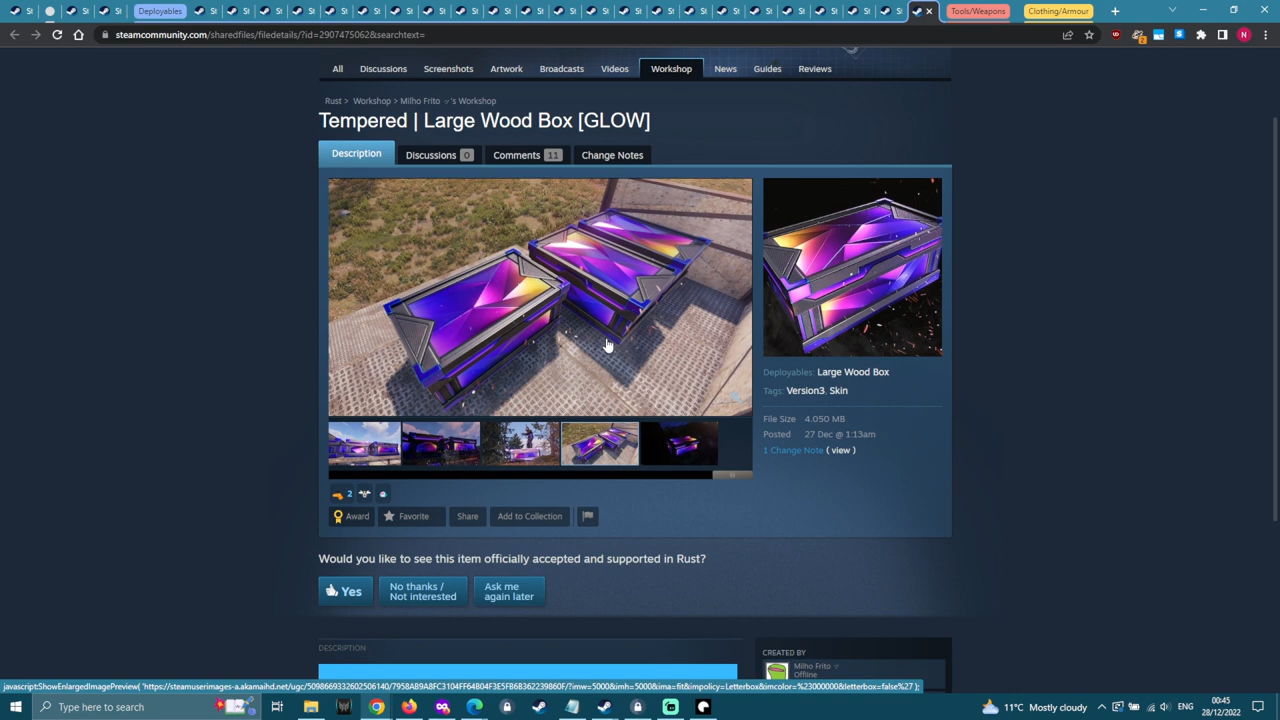 St
Deployables
Tools/Weapons
Clothing/Armour
steamcommunity.com/sharedfiles/filedetails/?id=2907475062&searchtext=
All Discussions Screenshots Artwork Broadcasts Videos Workshop News Guides Reviews
Rust > Workshop > Milho Frito 's Workshop
Tempered | Large Wood Box [GLOW]
Description Discussions 0 Comments 11 Change Notes
Deployables: Large Wood Box
Tags: Version3, Skin
File Size 4.050 MB
Posted 27 Dec @ 1:13am
1 Change Note ( view )
2
Award Favorite Share Add to Collection
Would you like to see this item officially accepted and supported in Rust?
Yes
No thanks /
Not interested
Ask me
again later
DESCRIPTION
CREATED BY
Milho Frito
Offline
Type here to search
11°C Mostly cloudy
ENG
00:45
28/12/2022